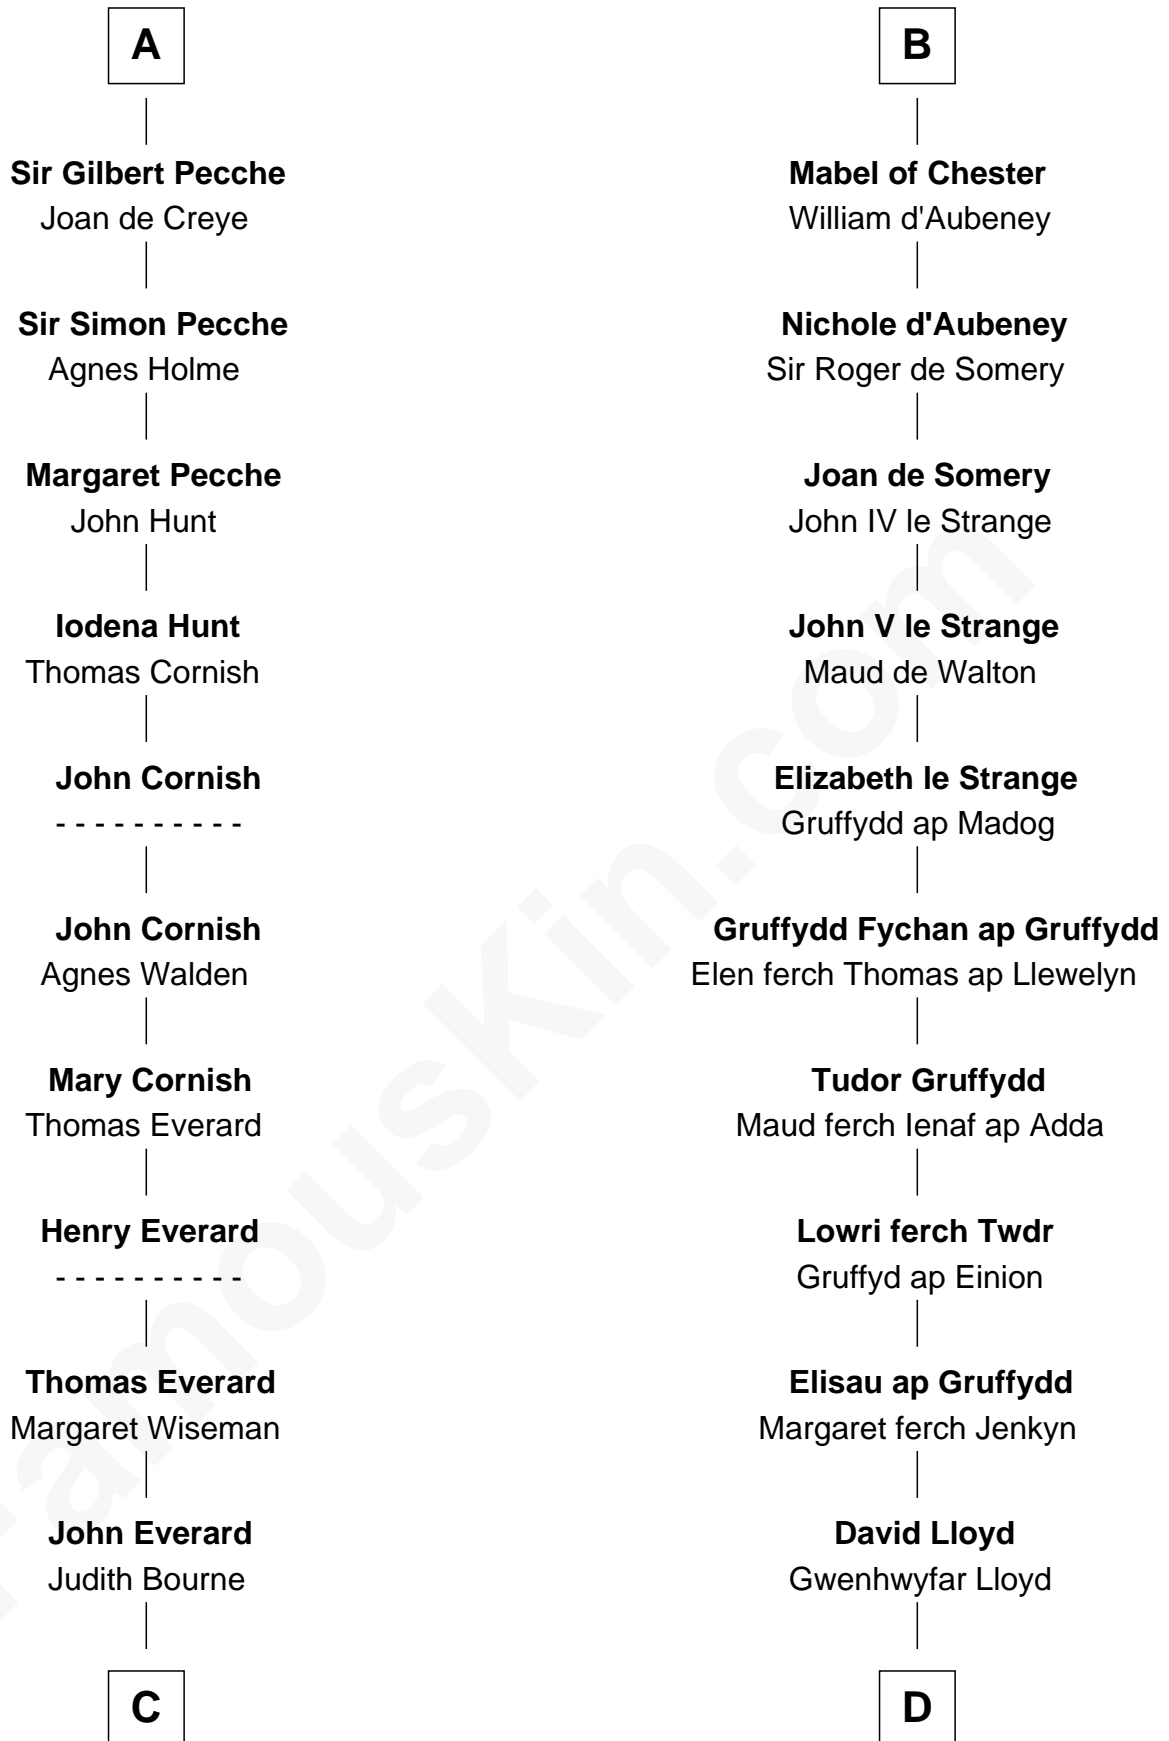 A
Sir Gilbert Pecche
Joan de Creye
Sir Simon Pecche
Agnes Holme
Margaret Pecche
John Hunt
Iodena Hunt
Thomas Cornish
John Cornish
- - - - - - - - - -
John Cornish
Agnes Walden
Mary Cornish
Thomas Everard
Henry Everard
- - - - - - - - - -
Thomas Everard
Margaret Wiseman
John Everard
Judith Bourne
C
B
Mabel of Chester
William d'Aubeney
Nichole d'Aubeney
Sir Roger de Somery
Joan de Somery
John IV le Strange
John V le Strange
Maud de Walton
Elizabeth le Strange
Gruffydd ap Madog
Gruffydd Fychan ap Gruffydd
Elen ferch Thomas ap Llewelyn
Tudor Gruffydd
Maud ferch Ienaf ap Adda
Lowri ferch Twdr
Gruffyd ap Einion
Elisau ap Gruffydd
Margaret ferch Jenkyn
David Lloyd
Gwenhwyfar Lloyd
D
FamousKin.com